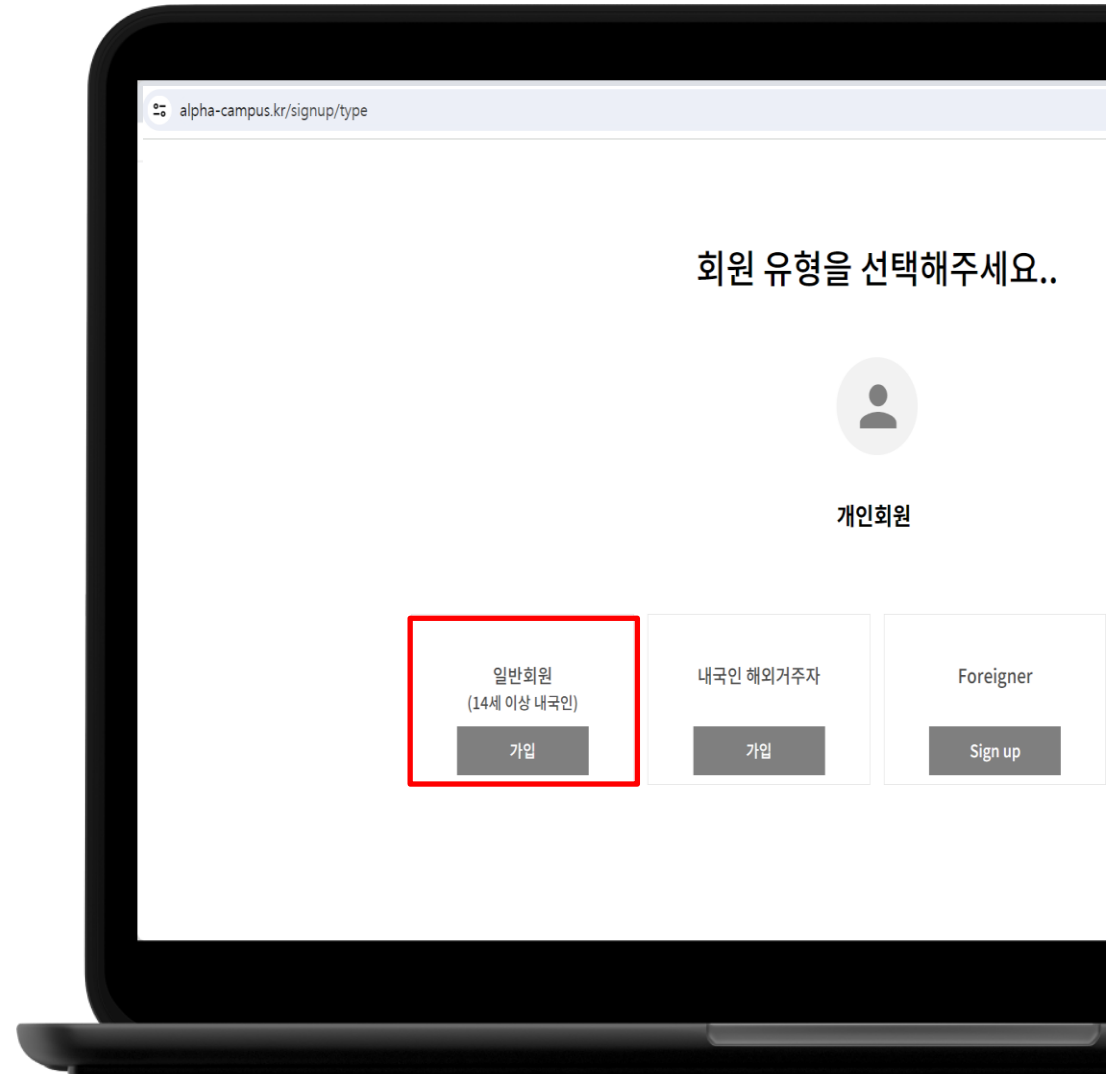 alpha-campus.kr/signup/type
회원 유형을 선택해주세요..
개인회원
일반회원
(14세 이상 내국인)
가입
내국인 해외거주자
가입
Foreigner
Sign up